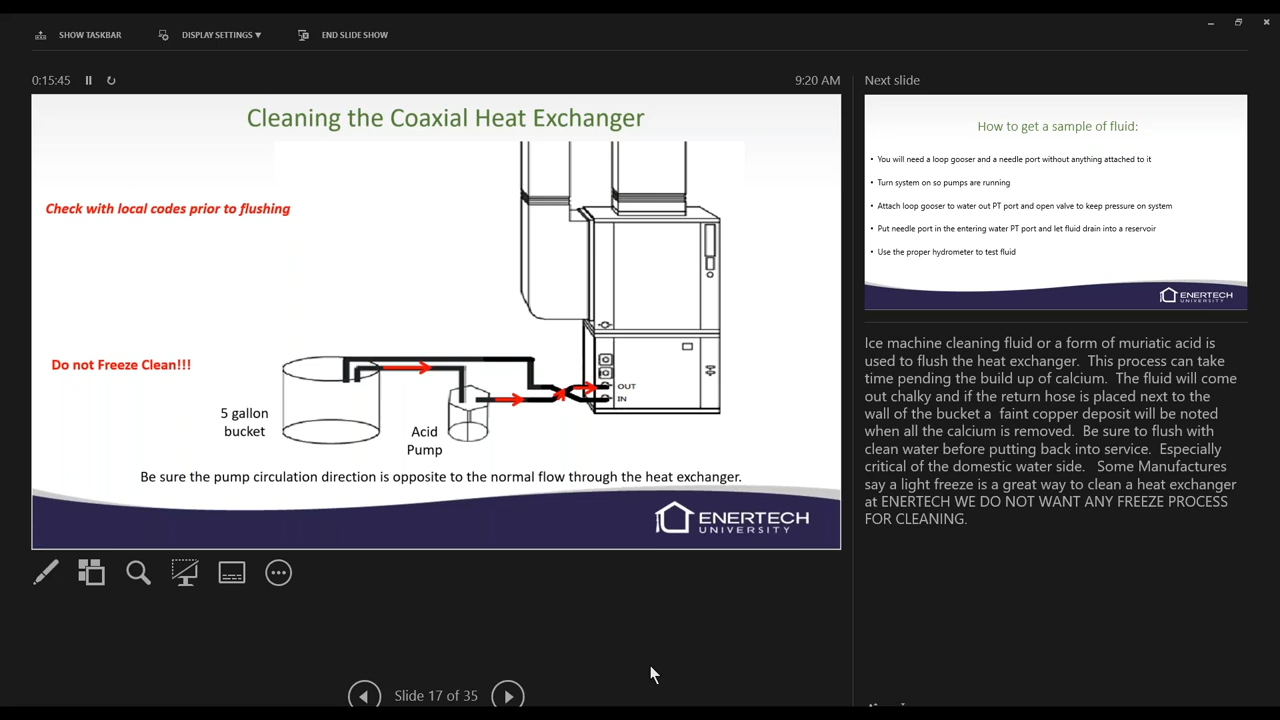 SHOW TASKBAR
DISPLAY SETTINGS ▼
END SLIDE SHOW
0:15:45
9:20 AM
Cleaning the Coaxial Heat Exchanger
Check with local codes prior to flushing
Do not Freeze Clean!!!
OUT
IN
5 gallon
bucket
Acid
Pump
Be sure the pump circulation direction is opposite to the normal flow through the heat exchanger.
ENERTECH
UNIVERSITY
Slide 17 of 35
Next slide
How to get a sample of fluid:
• You will need a loop gooser and a needle port without anything attached to it
• Turn system on so pumps are running
• Attach loop gooser to water out PT port and open valve to keep pressure on system
• Put needle port in the entering water PT port and let fluid drain into a reservoir
• Use the proper hydrometer to test fluid
ENERTECH
UNIVERSITY
Ice machine cleaning fluid or a form of muriatic acid is
used to flush the heat exchanger.  This process can take
time pending the build up of calcium.  The fluid will come
out chalky and if the return hose is placed next to the
wall of the bucket a  faint copper deposit will be noted
when all the calcium is removed.  Be sure to flush with
clean water before putting back into service.  Especially
critical of the domestic water side.   Some Manufactures
say a light freeze is a great way to clean a heat exchanger
at ENERTECH WE DO NOT WANT ANY FREEZE PROCESS
FOR CLEANING.